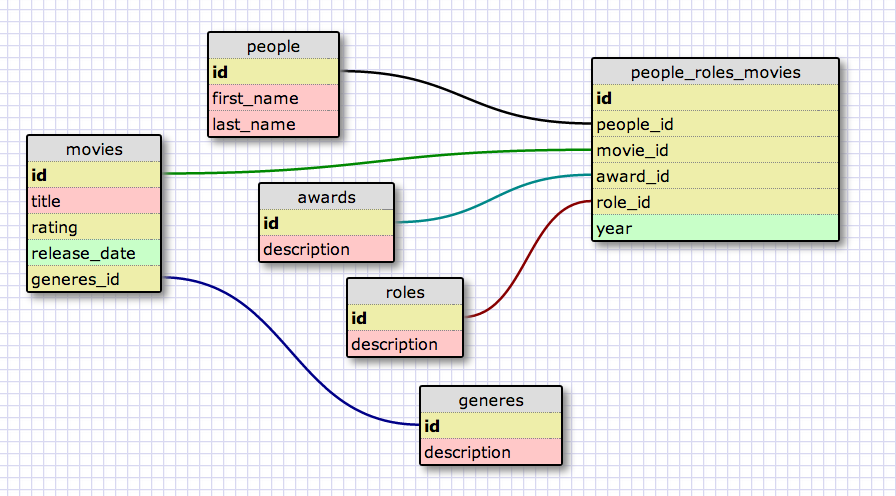 people
id
first_name
last_name
people_roles_movies
id
people_id
movie_id
award_id
role_id
year
movies
id
title
rating
release_date
generes_id
awards
id
description
roles
id
description
generes
id
description